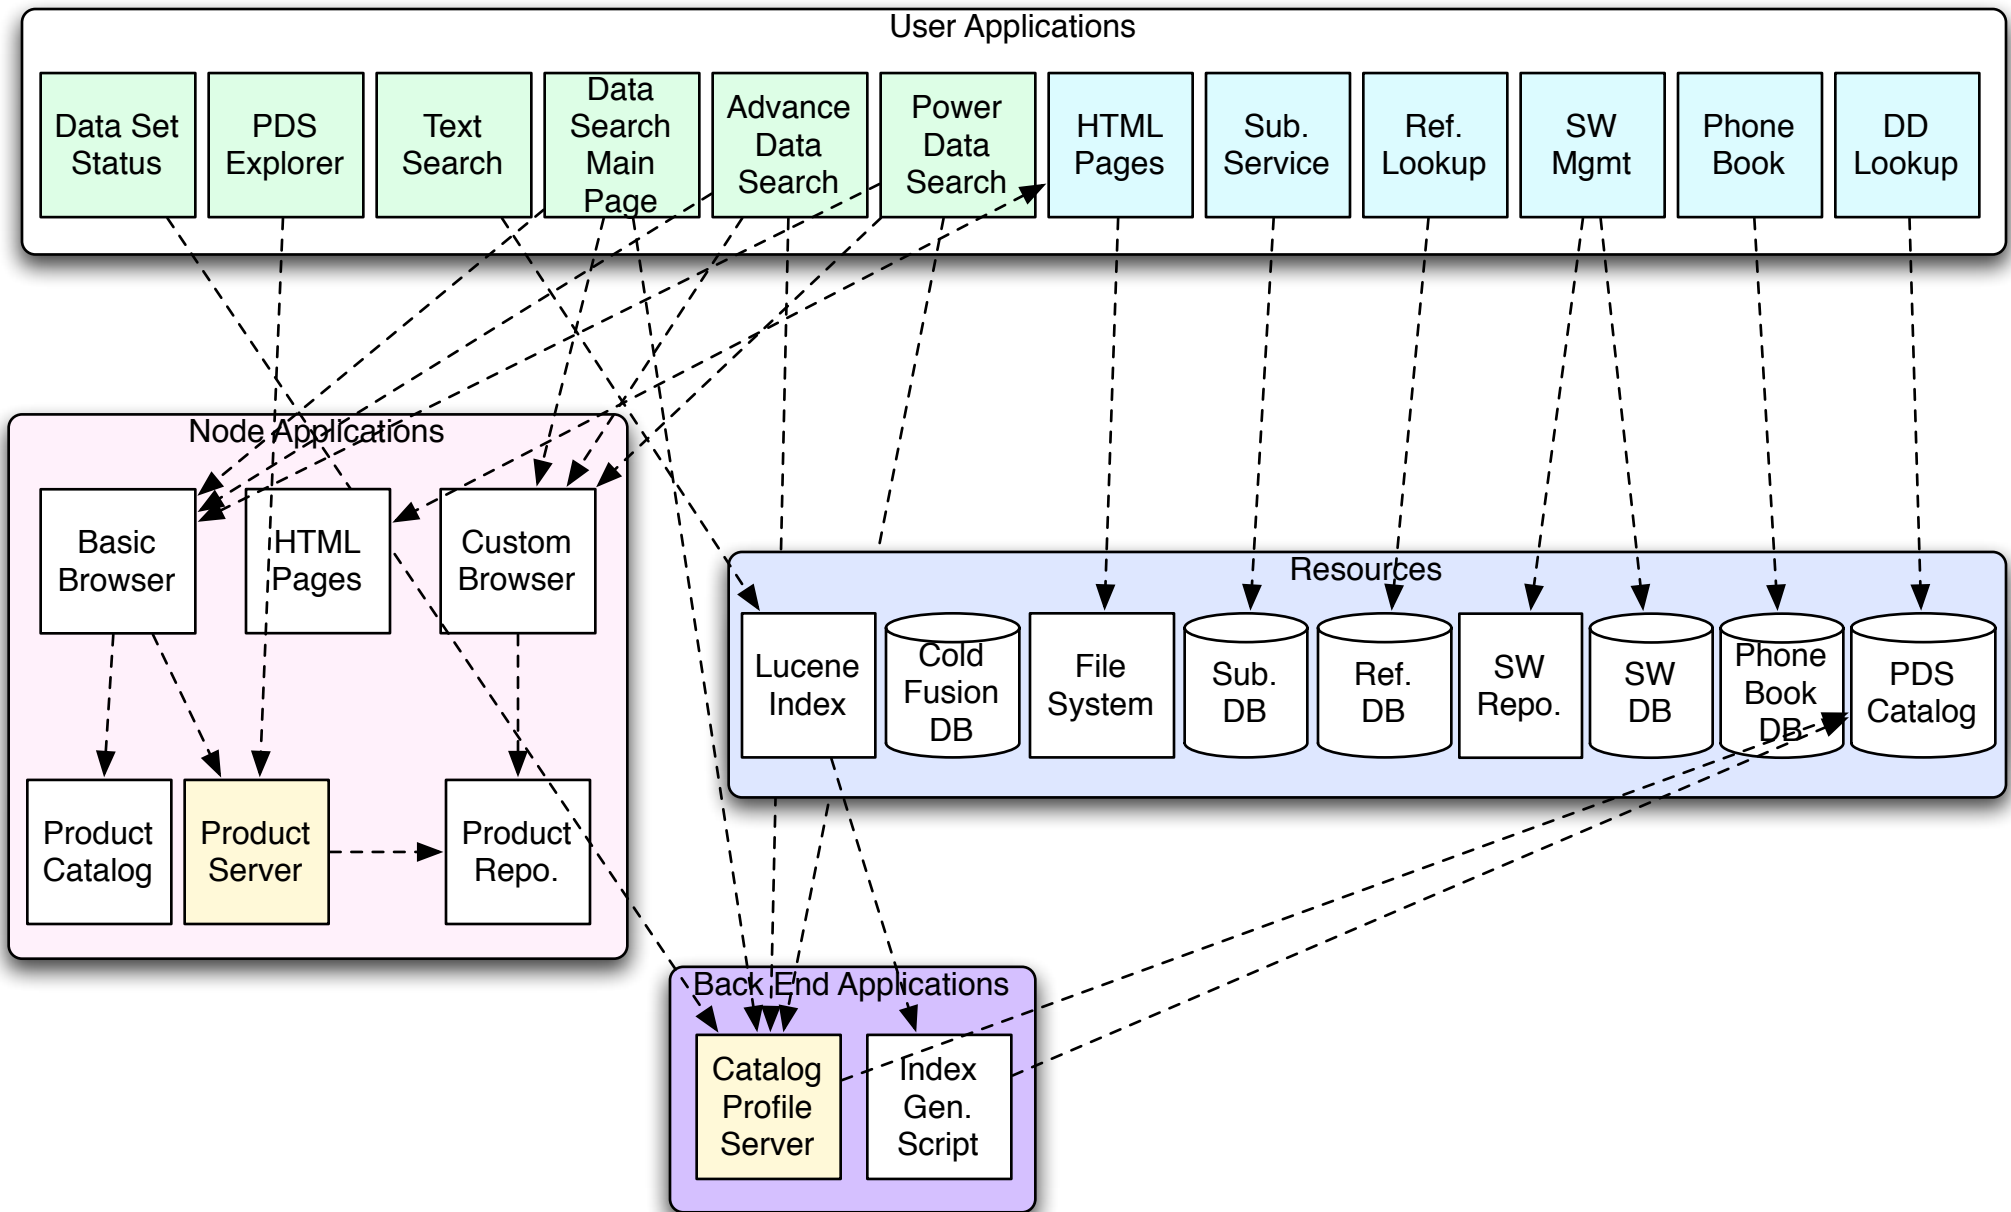 User Applications
Data Set
Status
PDS
Explorer
Text
Search
Data
Search
Main
Page
Advance
Data
Search
Power
Data
Search
HTML
Pages
Sub.
Service
Ref.
Lookup
SW
Mgmt
Phone
Book
DD
Lookup
Node Applications
Basic
Browser
HTML
Pages
Custom
Browser
Product
Catalog
Product
Server
Product
Repo.
Resources
Lucene
Index
Cold
Fusion
DB
File
System
Sub.
DB
Ref.
DB
SW
Repo.
SW
DB
Phone
Book
DB
PDS
Catalog
Back End Applications
Catalog
Profile
Server
Index
Gen.
Script